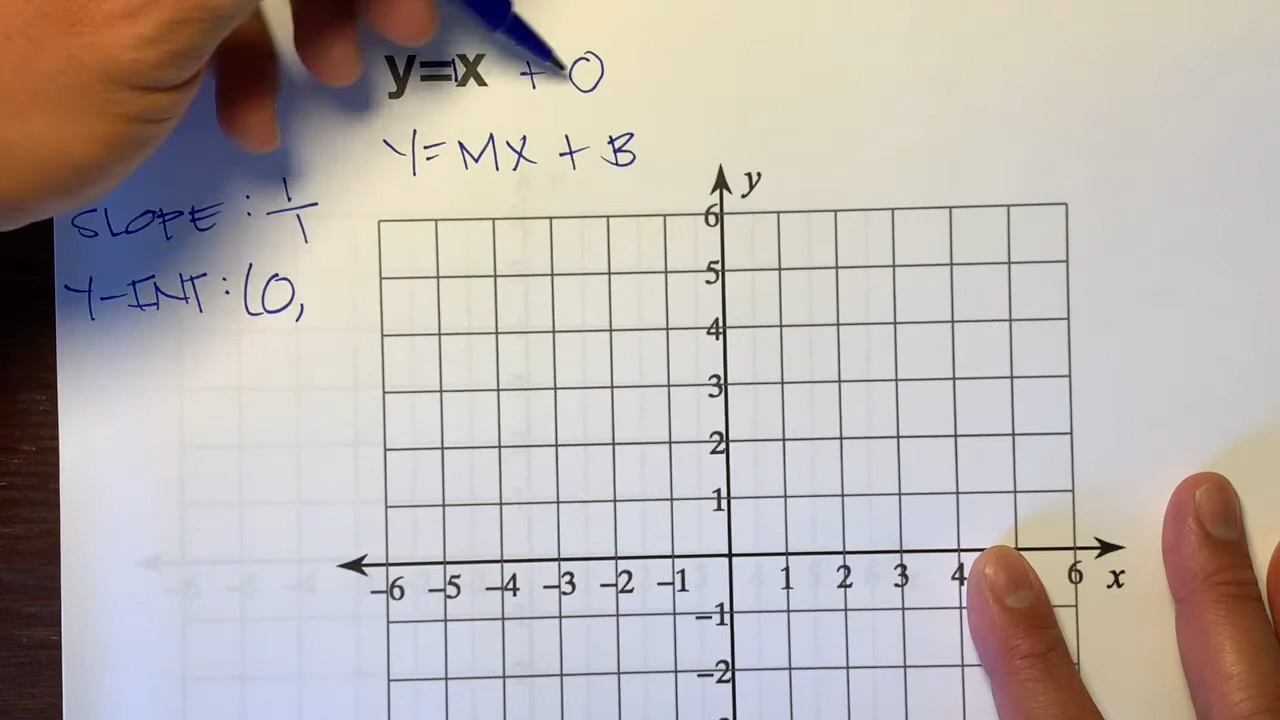 y=1x + 0
Y=MX + B
SLOPE : 1/1
Y-INT : (0,
y
6
5
4
3
2
1
-6 -5 -4 -3 -2 -1 1 2 3 4 6 x
-1
-2